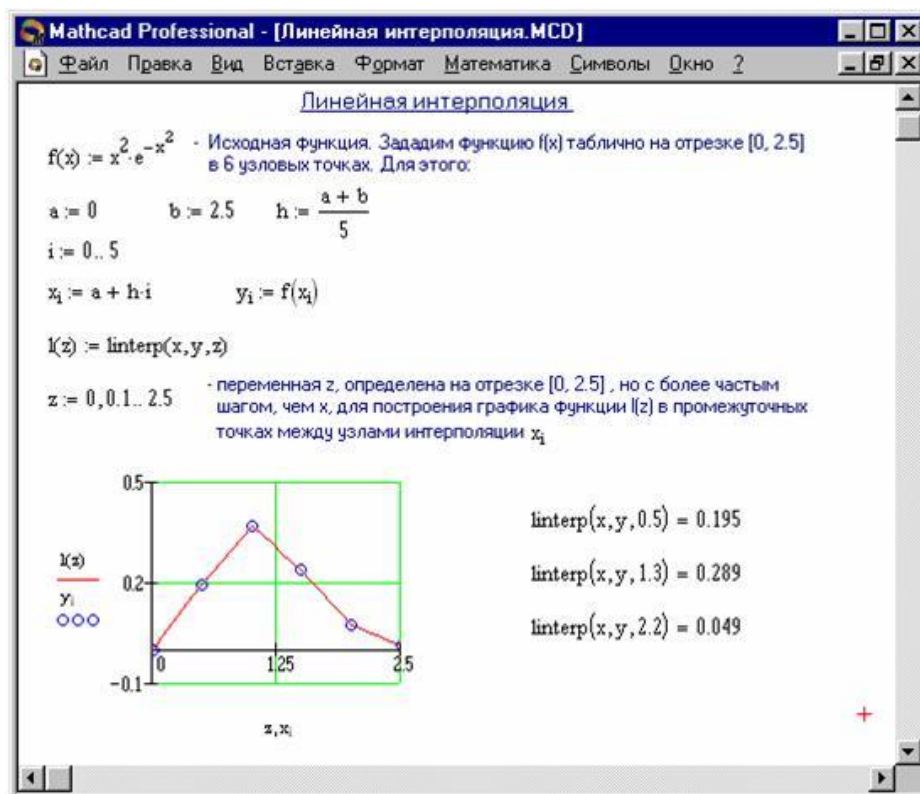 Mathcad Professional - [Линейная интерполяция.MCD]
Файл Правка Вид Вставка Формат Математика Символы Окно ?
Линейная интерполяция
f(x) := x²·e^(-x²) - Исходная функция. Зададим функцию f(x) таблично на отрезке [0, 2.5]
в 6 узловых точках. Для этого:
a := 0 b := 2.5 h := (a + b)/5
i := 0.. 5
xᵢ := a + h·i yᵢ := f(xᵢ)
l(z) := linterp(x,y,z)
z := 0,0.1.. 2.5 - переменная z, определена на отрезке [0, 2.5] , но с более частым
шагом, чем x, для построения графика функции l(z) в промежуточных
точках между узлами интерполяции xᵢ
0.5
0.2
-0.1
0 1.25 2.5
l(z)
yᵢ
z,xᵢ
linterp(x,y,0.5) = 0.195
linterp(x,y,1.3) = 0.289
linterp(x,y,2.2) = 0.049